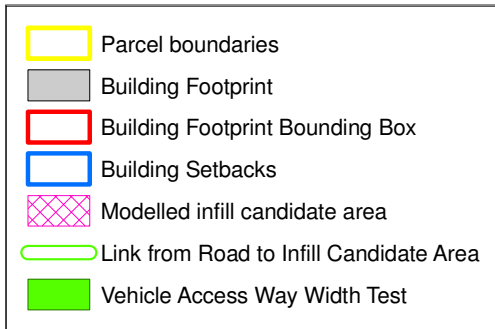 Parcel boundaries
Building Footprint
Building Footprint Bounding Box
Building Setbacks
Modelled infill candidate area
Link from Road to Infill Candidate Area
Vehicle Access Way Width Test